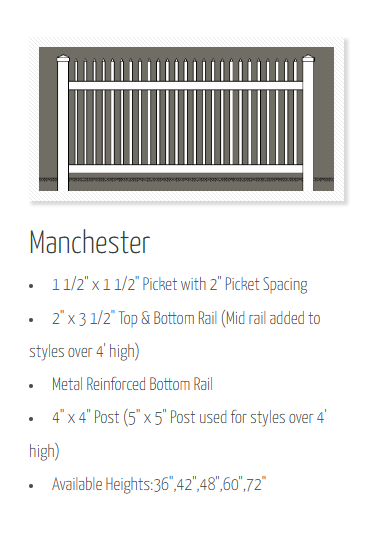 Manchester
• 1 1/2" x 1 1/2" Picket with 2" Picket Spacing
• 2" x 3 1/2" Top & Bottom Rail (Mid rail added to
styles over 4' high)
• Metal Reinforced Bottom Rail
• 4" x 4" Post (5" x 5" Post used for styles over 4'
high)
• Available Heights:36",42",48",60",72"